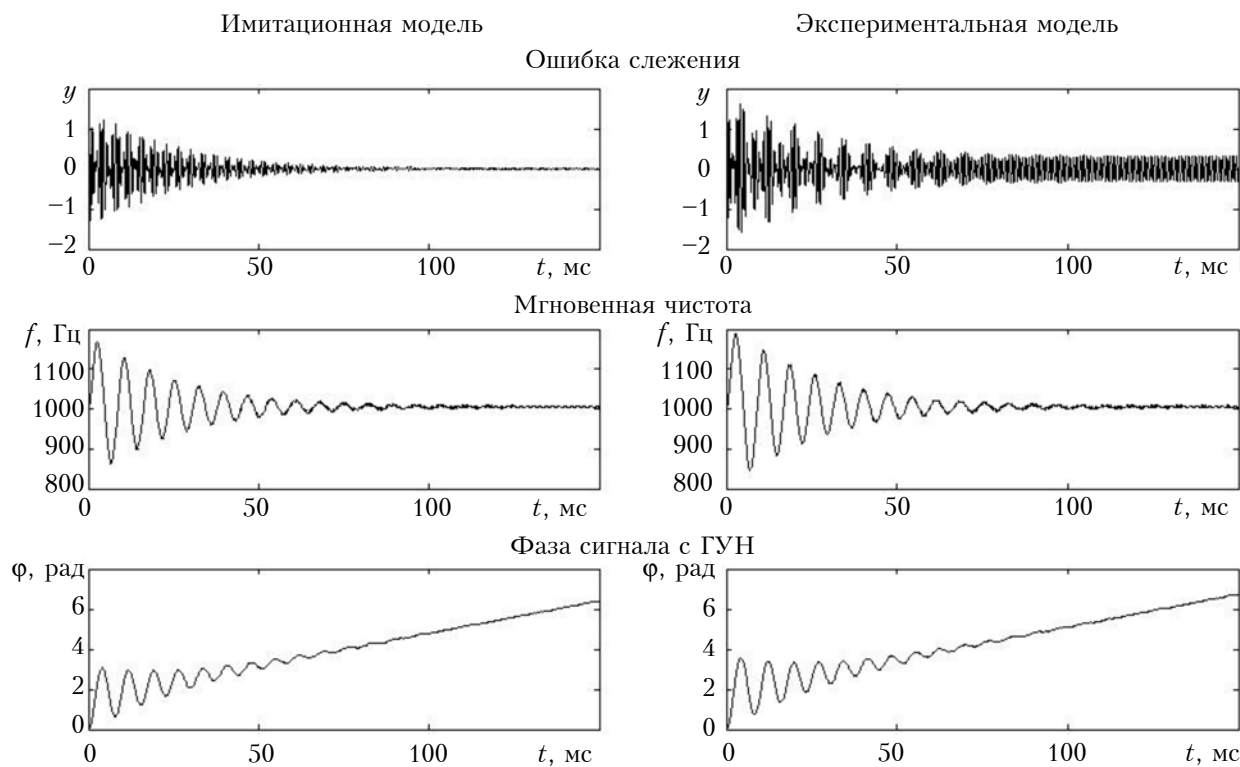 Имитационная модель
Экспериментальная модель
Ошибка слежения
y
1
0
−1
−2
0
50
100
t, мс
y
1
0
−1
−2
0
50
100
t, мс
Мгновенная чистота
f, Гц
1100
1000
900
800
0
50
100
t, мс
f, Гц
1100
1000
900
800
0
50
100
t, мс
Фаза сигнала с ГУН
φ, рад
6
4
2
0
0
50
100
t, мс
φ, рад
6
4
2
0
0
50
100
t, мс